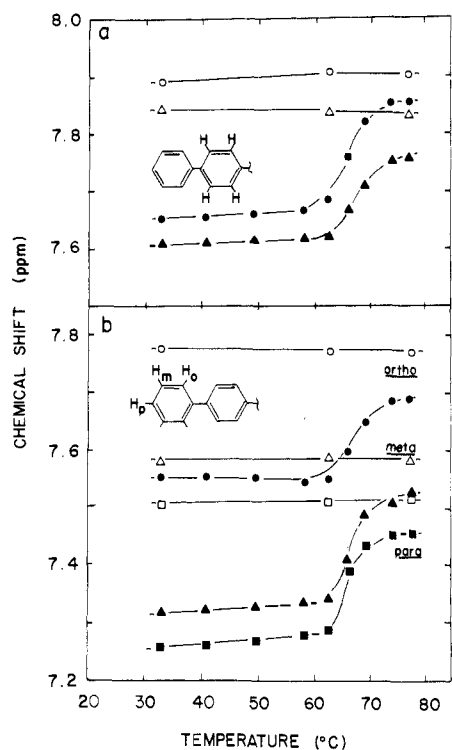 a
8.0
7.8
7.6
H H
H H
CHEMICAL SHIFT (ppm)
b
7.8
7.6
7.4
7.2
Hm Ho
Hp
ortho
meta
para
20 30 40 50 60 70 80
TEMPERATURE (°C)